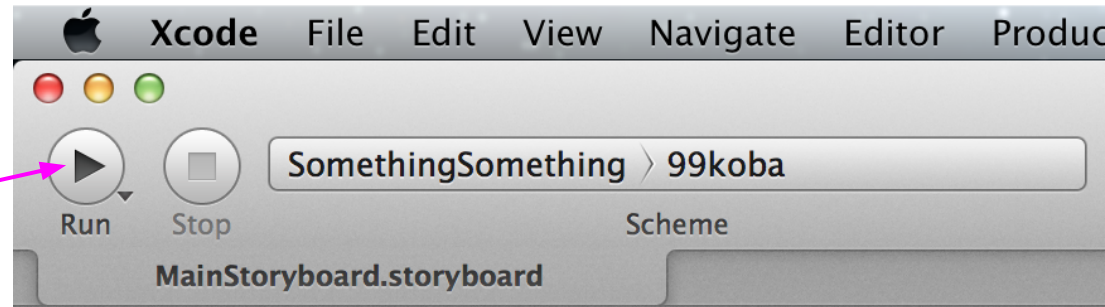 Xcode File Edit View Navigate Editor Produc
SomethingSomething 99koba
Run Stop Scheme
MainStoryboard.storyboard